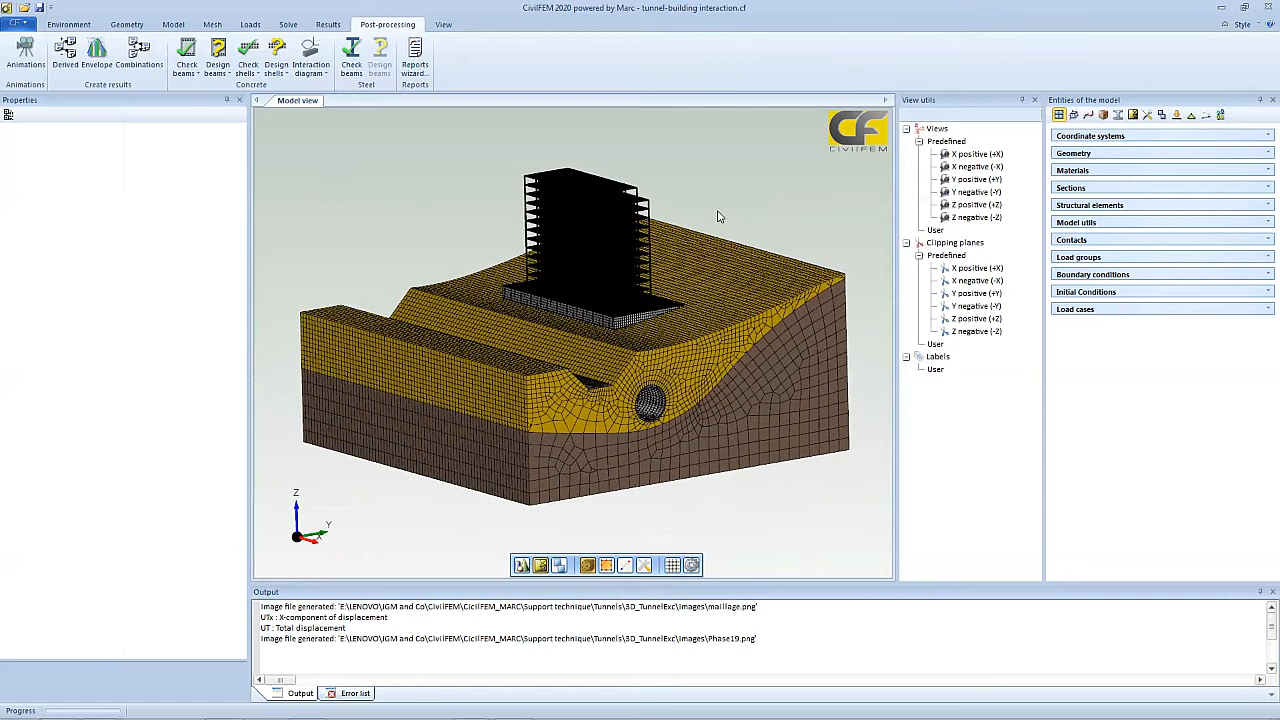 CivilFEM 2020 powered by Marc - tunnel-building interaction.cf
CF
Environment Geometry Model Mesh Loads Solve Results Post-processing View
Style
Animations Derived Envelope Combinations Check beams Design beams Check shells Design shells Interaction diagram Check beams Design beams Reports wizard...
Animations Create results Concrete Steel Reports
Properties
Model view
View utils
Entities of the model
CF
CIVILFEM
Views
Predefined
X positive (+X)
X negative (-X)
Y positive (+Y)
Y negative (-Y)
Z positive (+Z)
Z negative (-Z)
User
Clipping planes
Predefined
X positive (+X)
X negative (-X)
Y positive (+Y)
Y negative (-Y)
Z positive (+Z)
Z negative (-Z)
User
Labels
User
Coordinate systems
Geometry
Materials
Sections
Structural elements
Model utils
Contacts
Load groups
Boundary conditions
Initial Conditions
Load cases
Z
Y
X
Output
Image file generated: 'E:\LENOVO\IGM and Co\CivilFEM\CicilFEM_MARC\Support technique\Tunnels\3D_TunnelExc\Images\maillage.png'
UTx : X-component of displacement
UT : Total displacement
Image file generated: 'E:\LENOVO\IGM and Co\CivilFEM\CicilFEM_MARC\Support technique\Tunnels\3D_TunnelExc\Images\Phase19.png'
Output Error list
Progress